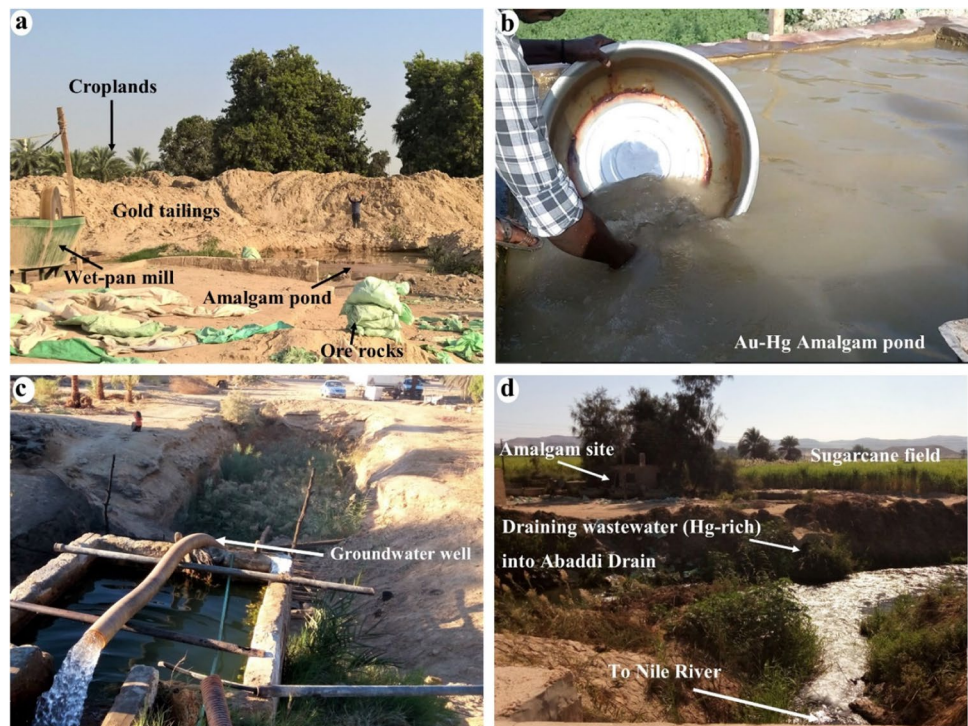 a
Croplands
Gold tailings
Wet-pan mill
Amalgam pond
Ore rocks
b
Au-Hg Amalgam pond
c
Groundwater well
d
Amalgam site
Sugarcane field
Draining wastewater (Hg-rich)
into Abaddi Drain
To Nile River